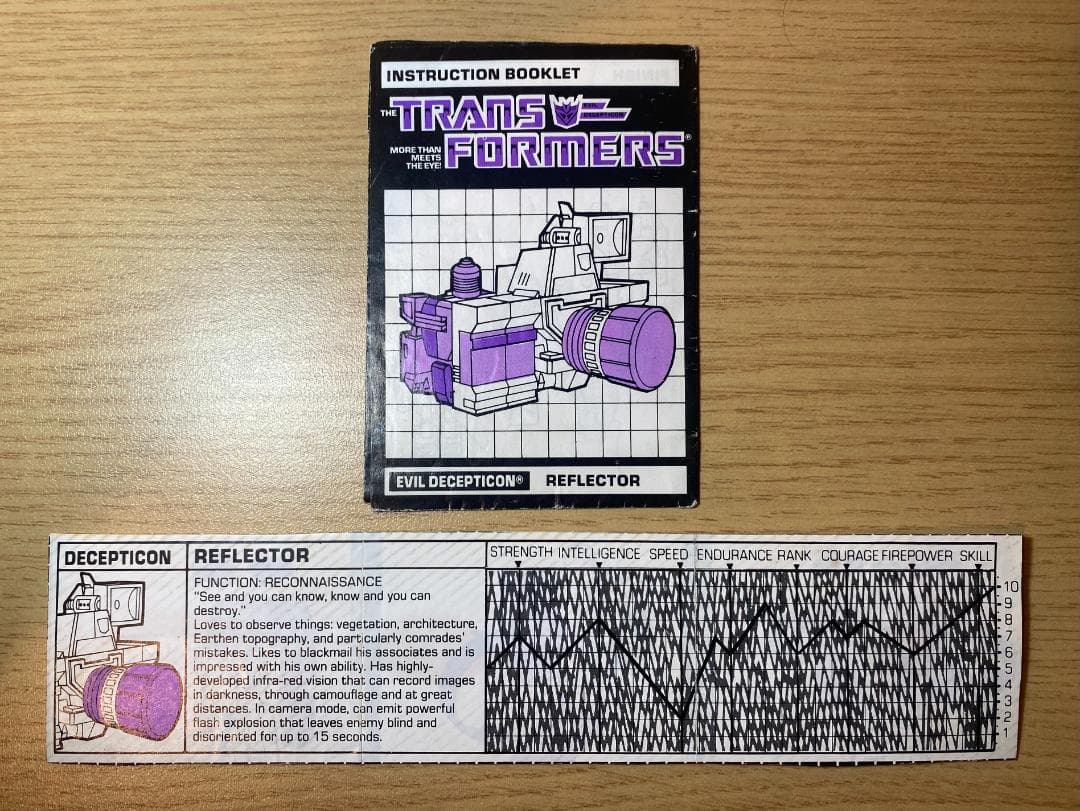 INSTRUCTION BOOKLET
THE TRANS
EVIL
DECEPTICON
MORE THAN
MEETS
THE EYE!
FORMERS®
EVIL DECEPTICON® REFLECTOR
DECEPTICON
REFLECTOR
FUNCTION: RECONNAISSANCE
"See and you can know, know and you can
destroy."
Loves to observe things: vegetation, architecture,
Earthen topography, and particularly comrades'
mistakes. Likes to blackmail his associates and is
impressed with his own ability. Has highly-
developed infra-red vision that can record images
in darkness, through camouflage and at great
distances. In camera mode, can emit powerful
flash explosion that leaves enemy blind and
disoriented for up to 15 seconds.
STRENGTH INTELLIGENCE SPEED ENDURANCE RANK COURAGE FIREPOWER SKILL
10
9
8
7
6
5
4
3
2
1